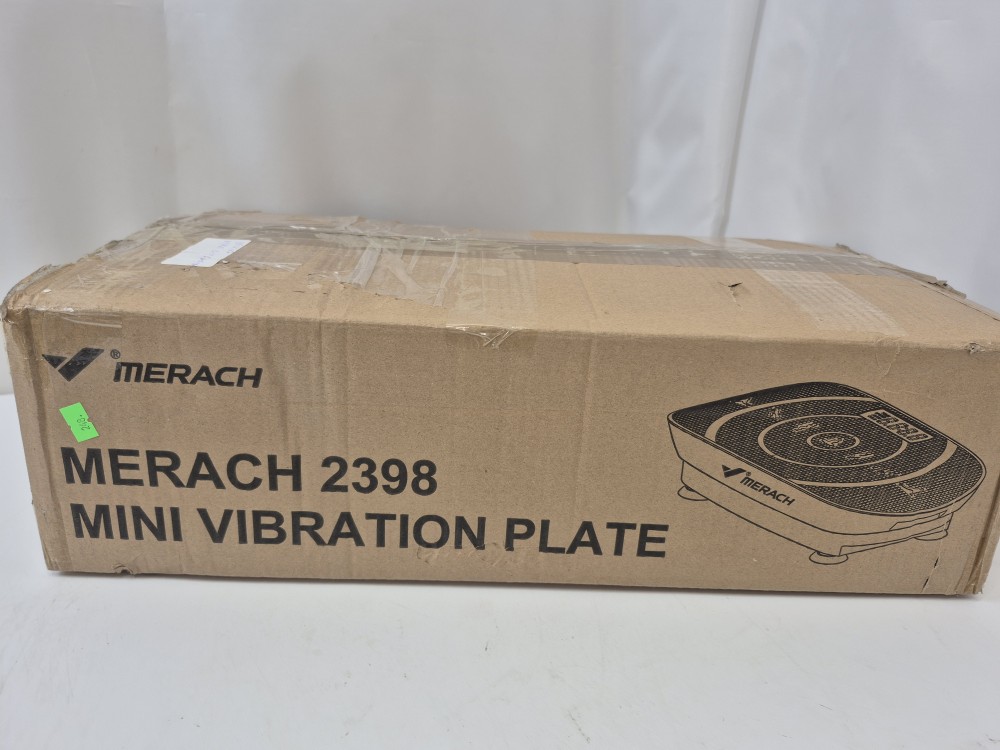 ® MERACH
MERACH 2398
MINI VIBRATION PLATE
MERACH